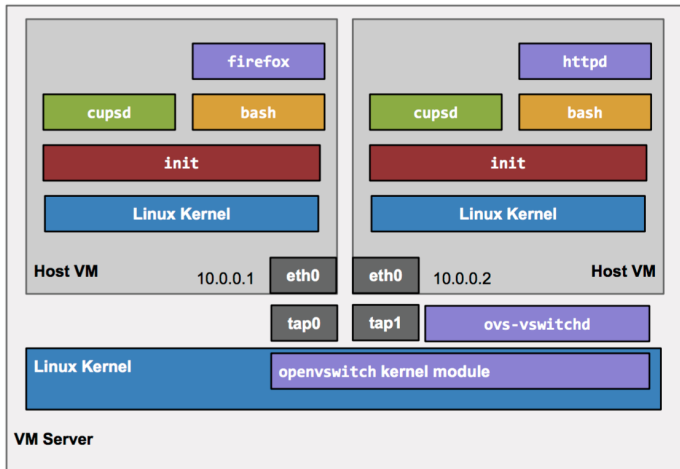 firefox
cupsd
bash
init
Linux Kernel
Host VM
10.0.0.1
eth0
httpd
cupsd
bash
init
Linux Kernel
eth0
10.0.0.2
Host VM
tap0
tap1
ovs-vswitchd
Linux Kernel
openvswitch kernel module
VM Server